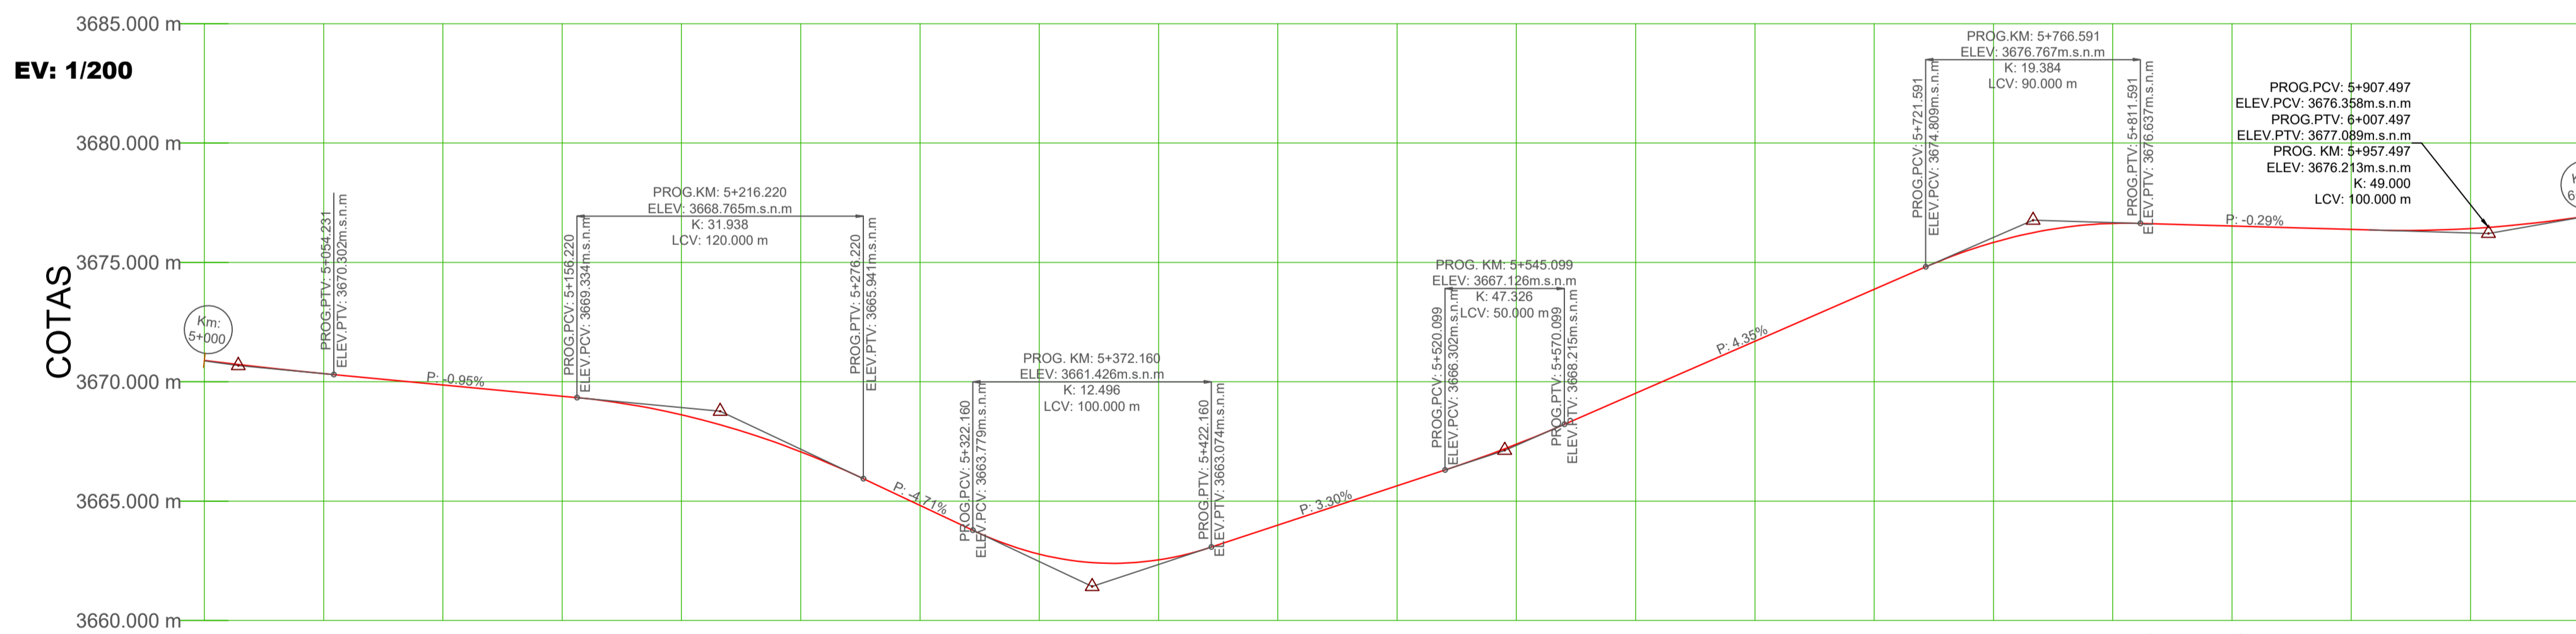 3685.000 m
EV: 1/200
3680.000 m
3675.000 m
3670.000 m
3665.000 m
3660.000 m
COTAS
Km:
5+000
PROG.PTV: 5+054.231
ELEV.PTV: 3670.302m.s.n.m
P: -0.95%
PROG.KM: 5+216.220
ELEV: 3668.765m.s.n.m
K: 31.938
LCV: 120.000 m
PROG.PCV: 5+156.220
ELEV.PCV: 3669.334m.s.n.m
PROG.PTV: 5+276.220
ELEV.PTV: 3665.941m.s.n.m
P: -4.71%
PROG. KM: 5+372.160
ELEV: 3661.426m.s.n.m
K: 12.496
LCV: 100.000 m
PROG.PCV: 5+322.160
ELEV.PCV: 3663.779m.s.n.m
PROG.PTV: 5+422.160
ELEV.PTV: 3663.074m.s.n.m
P: 3.30%
PROG. KM: 5+545.099
ELEV: 3667.126m.s.n.m
K: 47.326
LCV: 50.000 m
PROG.PCV: 5+520.099
ELEV.PCV: 3666.302m.s.n.m
PROG.PTV: 5+570.099
ELEV.PTV: 3668.215m.s.n.m
P: 4.35%
PROG.KM: 5+766.591
ELEV: 3676.767m.s.n.m
K: 19.384
LCV: 90.000 m
PROG.PCV: 5+721.591
ELEV.PCV: 3674.809m.s.n.m
PROG.PTV: 5+811.591
ELEV.PTV: 3676.637m.s.n.m
P: -0.29%
PROG.PCV: 5+907.497
ELEV.PCV: 3676.358m.s.n.m
PROG.PTV: 6+007.497
ELEV.PTV: 3677.089m.s.n.m
PROG. KM: 5+957.497
ELEV: 3676.213m.s.n.m
K: 49.000
LCV: 100.000 m